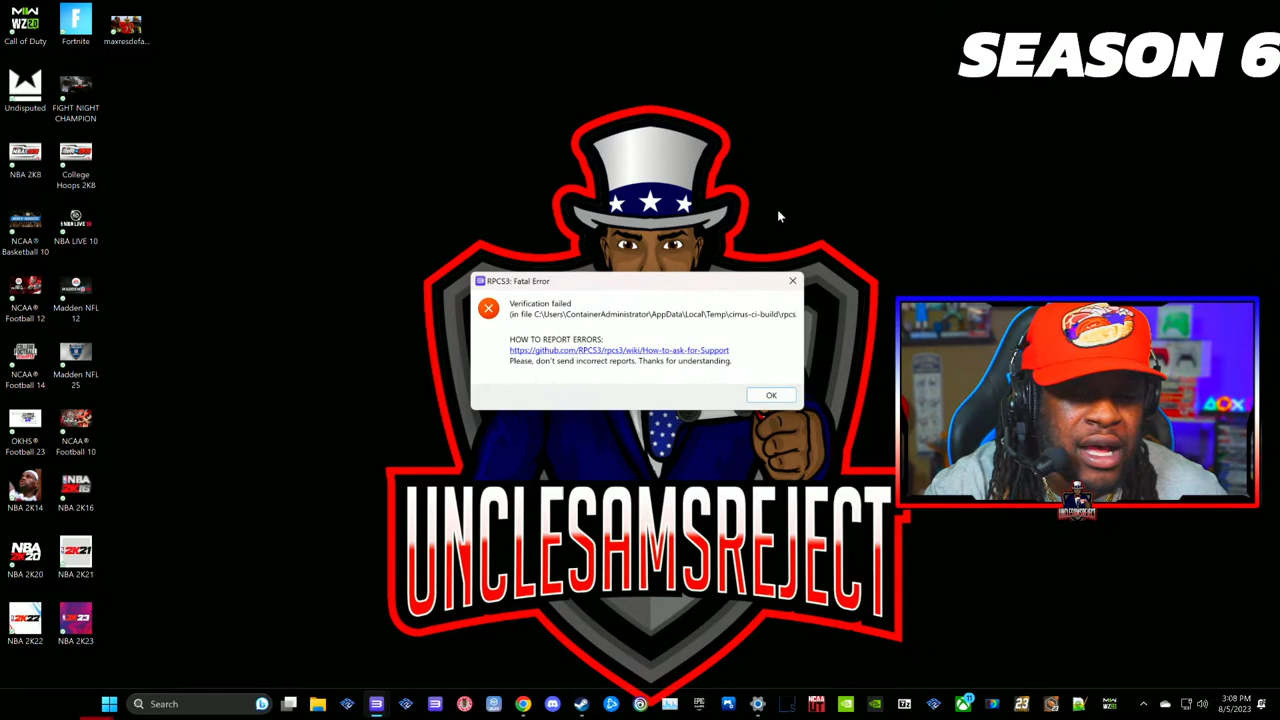 SEASON 6
Call of Duty
Fortnite
maxresdefa...
Undisputed
FIGHT NIGHT
CHAMPION
NBA 2K8
College
Hoops 2K8
NCAA®
Basketball 10
NBA LIVE 10
NCAA®
Football 12
Madden NFL
12
NCAA®
Football 14
Madden NFL
25
OKHS®
Football 23
NCAA®
Football 10
NBA 2K14
NBA 2K16
NBA 2K20
NBA 2K21
NBA 2K22
NBA 2K23
RPCS3: Fatal Error
Verification failed
(in file C:\Users\ContainerAdministrator\AppData\Local\Temp\cirrus-ci-build\rpcs
HOW TO REPORT ERRORS:
https://github.com/RPCS3/rpcs3/wiki/How-to-ask-for-Support
Please, don't send incorrect reports. Thanks for understanding.
OK
UNCLESAMSREJECT
Search
3:08 PM
8/5/2023